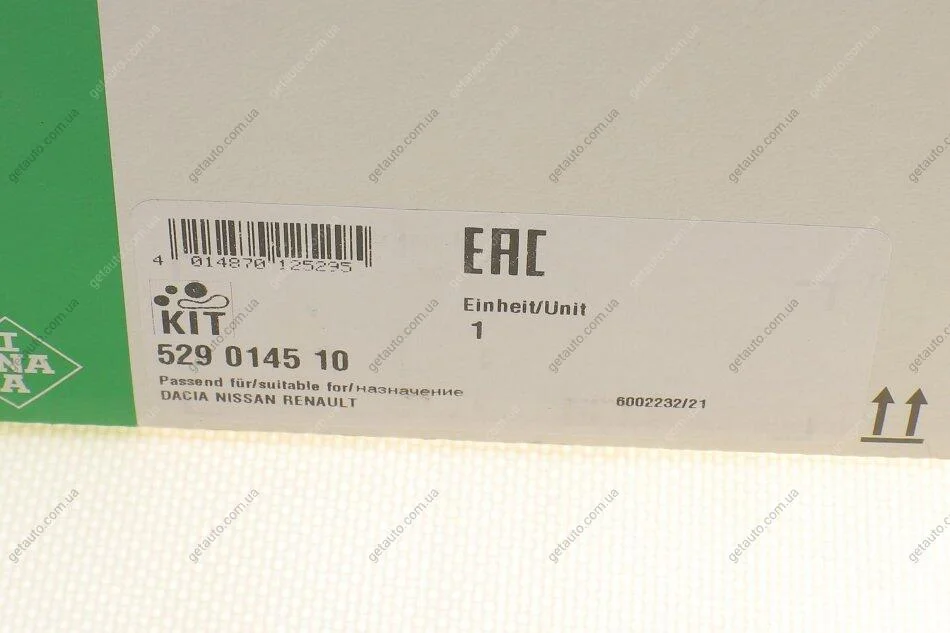 4 014870 125295
EAC
KIT
Einheit/Unit
1
529 0145 10
Passend für/suitable for/назначение
DACIA NISSAN RENAULT
6002232/21
I
INA
A
getauto.com.ua